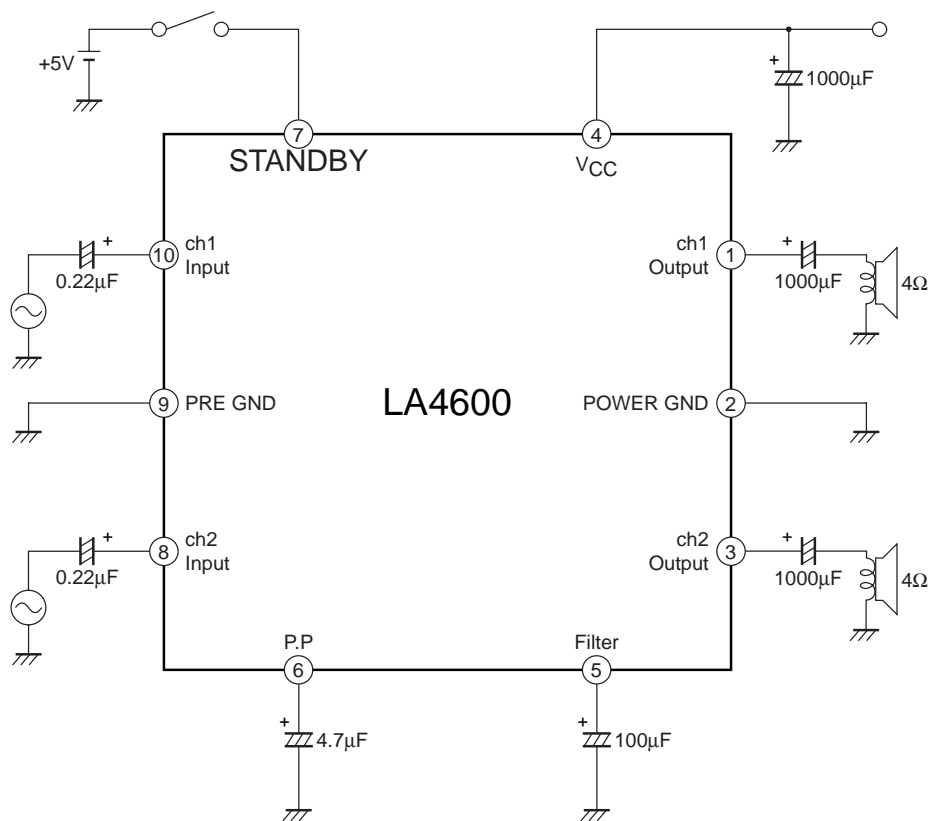 +5V
+
1000µF
7
STANDBY
4
VCC
+
0.22µF
10
ch1
Input
ch1
Output
1
+
1000µF
4Ω
9
PRE GND
LA4600
POWER GND
2
+
0.22µF
8
ch2
Input
ch2
Output
3
+
1000µF
4Ω
P.P
6
Filter
5
+
4.7µF
+
100µF